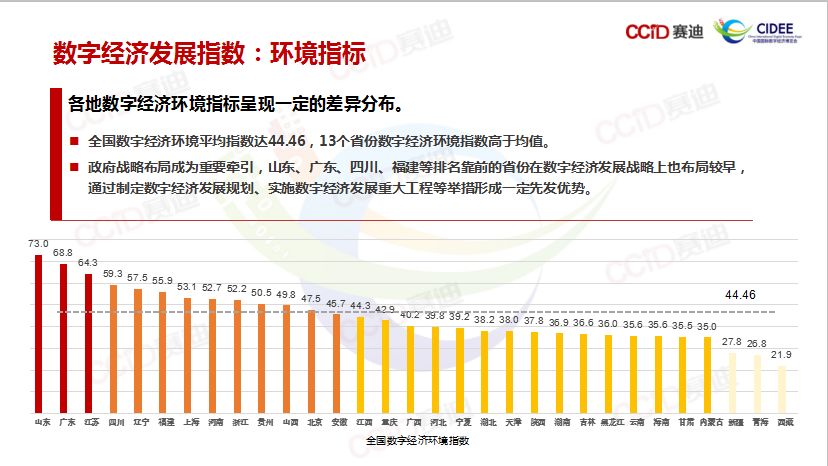 数字经济发展指数：环境指标
CCID赛迪
CIDEE
中国国际数字经济博览会
各地数字经济环境指标呈现一定的差异分布。
全国数字经济环境平均指数达44.46，13个省份数字经济环境指数高于均值。
政府战略布局成为重要牵引，山东、广东、四川、福建等排名靠前的省份在数字经济发展战略上也布局较早，
通过制定数字经济发展规划、实施数字经济发展重大工程等举措形成一定先发优势。
73.0 68.8 64.3 59.3 57.5 55.9 53.1 52.7 52.2 50.5 49.8 47.5 45.7 44.3 42.9 40.2 39.8 39.2 38.2 38.0 37.8 36.9 36.6 36.0 35.6 35.6 35.5 35.0 27.8 26.8 21.9
44.46
山东 广东 江苏 四川 辽宁 福建 上海 河南 浙江 贵州 山西 北京 安徽 江西 重庆 广西 河北 宁夏 湖北 天津 陕西 湖南 吉林 黑龙江 云南 海南 甘肃 内蒙古 新疆 青海 西藏
全国数字经济环境指数